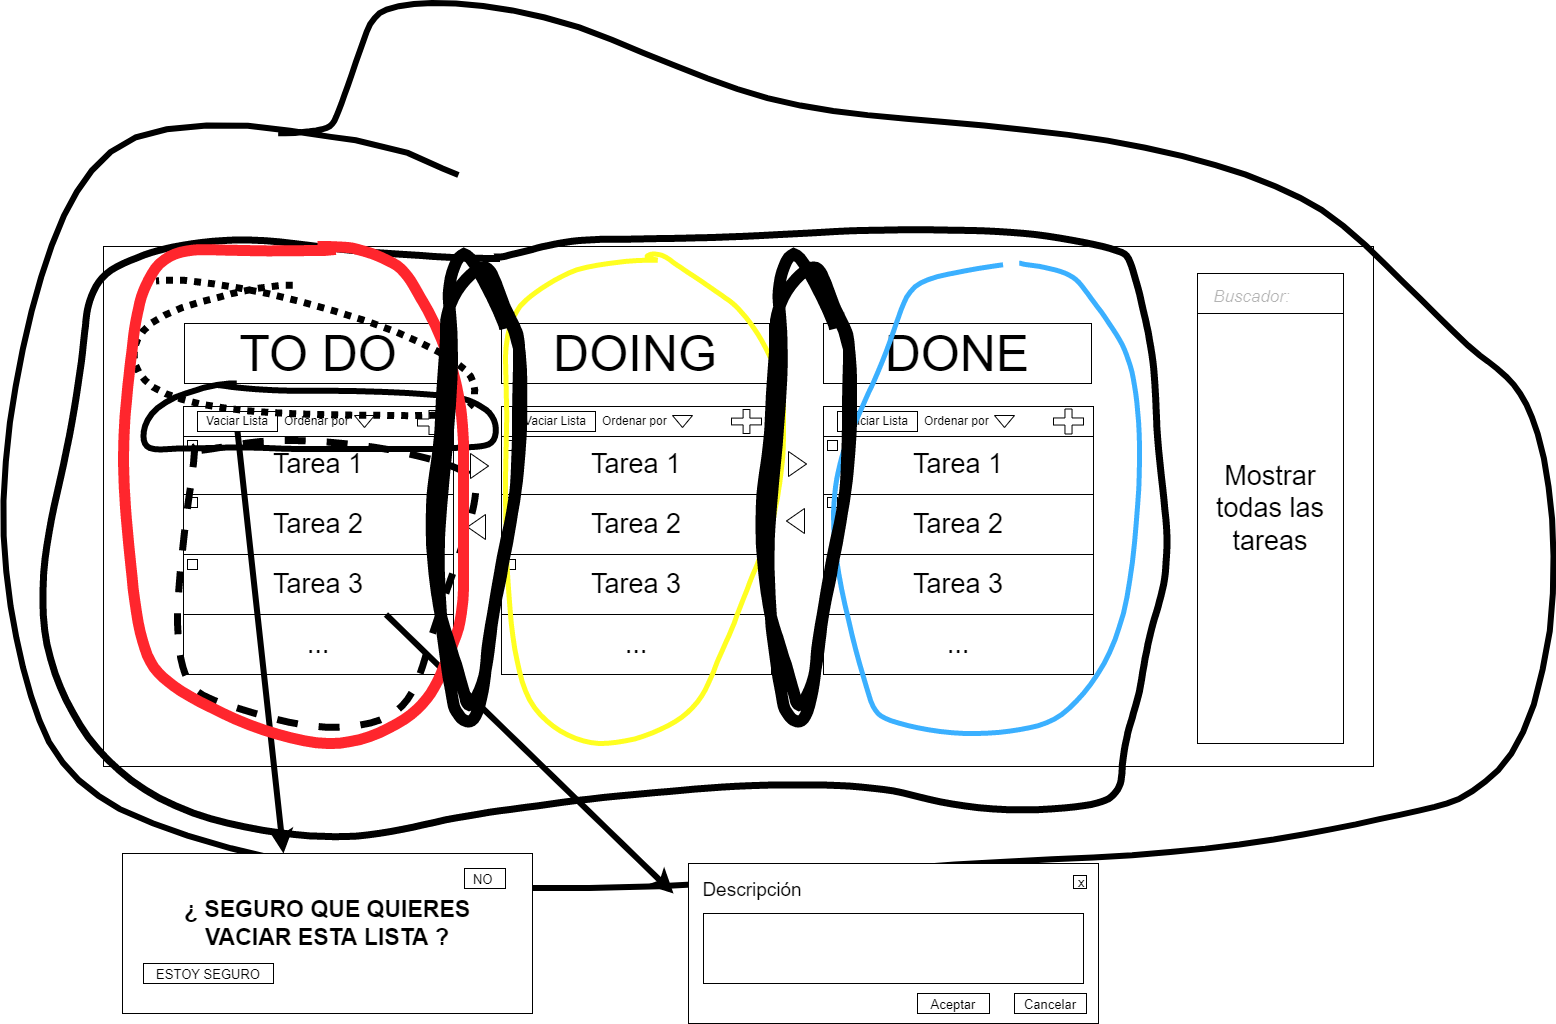 Buscador:
TO DO
DOING
DONE
Vaciar Lista
Ordenar por
Vaciar Lista
Ordenar por
Vaciar Lista
Ordenar por
Tarea 1
Tarea 1
Tarea 1
Tarea 2
Tarea 2
Tarea 2
Tarea 3
Tarea 3
Tarea 3
...
...
...
Mostrar
todas las
tareas
NO
¿ SEGURO QUE QUIERES
VACIAR ESTA LISTA ?
ESTOY SEGURO
Descripción
x
Aceptar
Cancelar